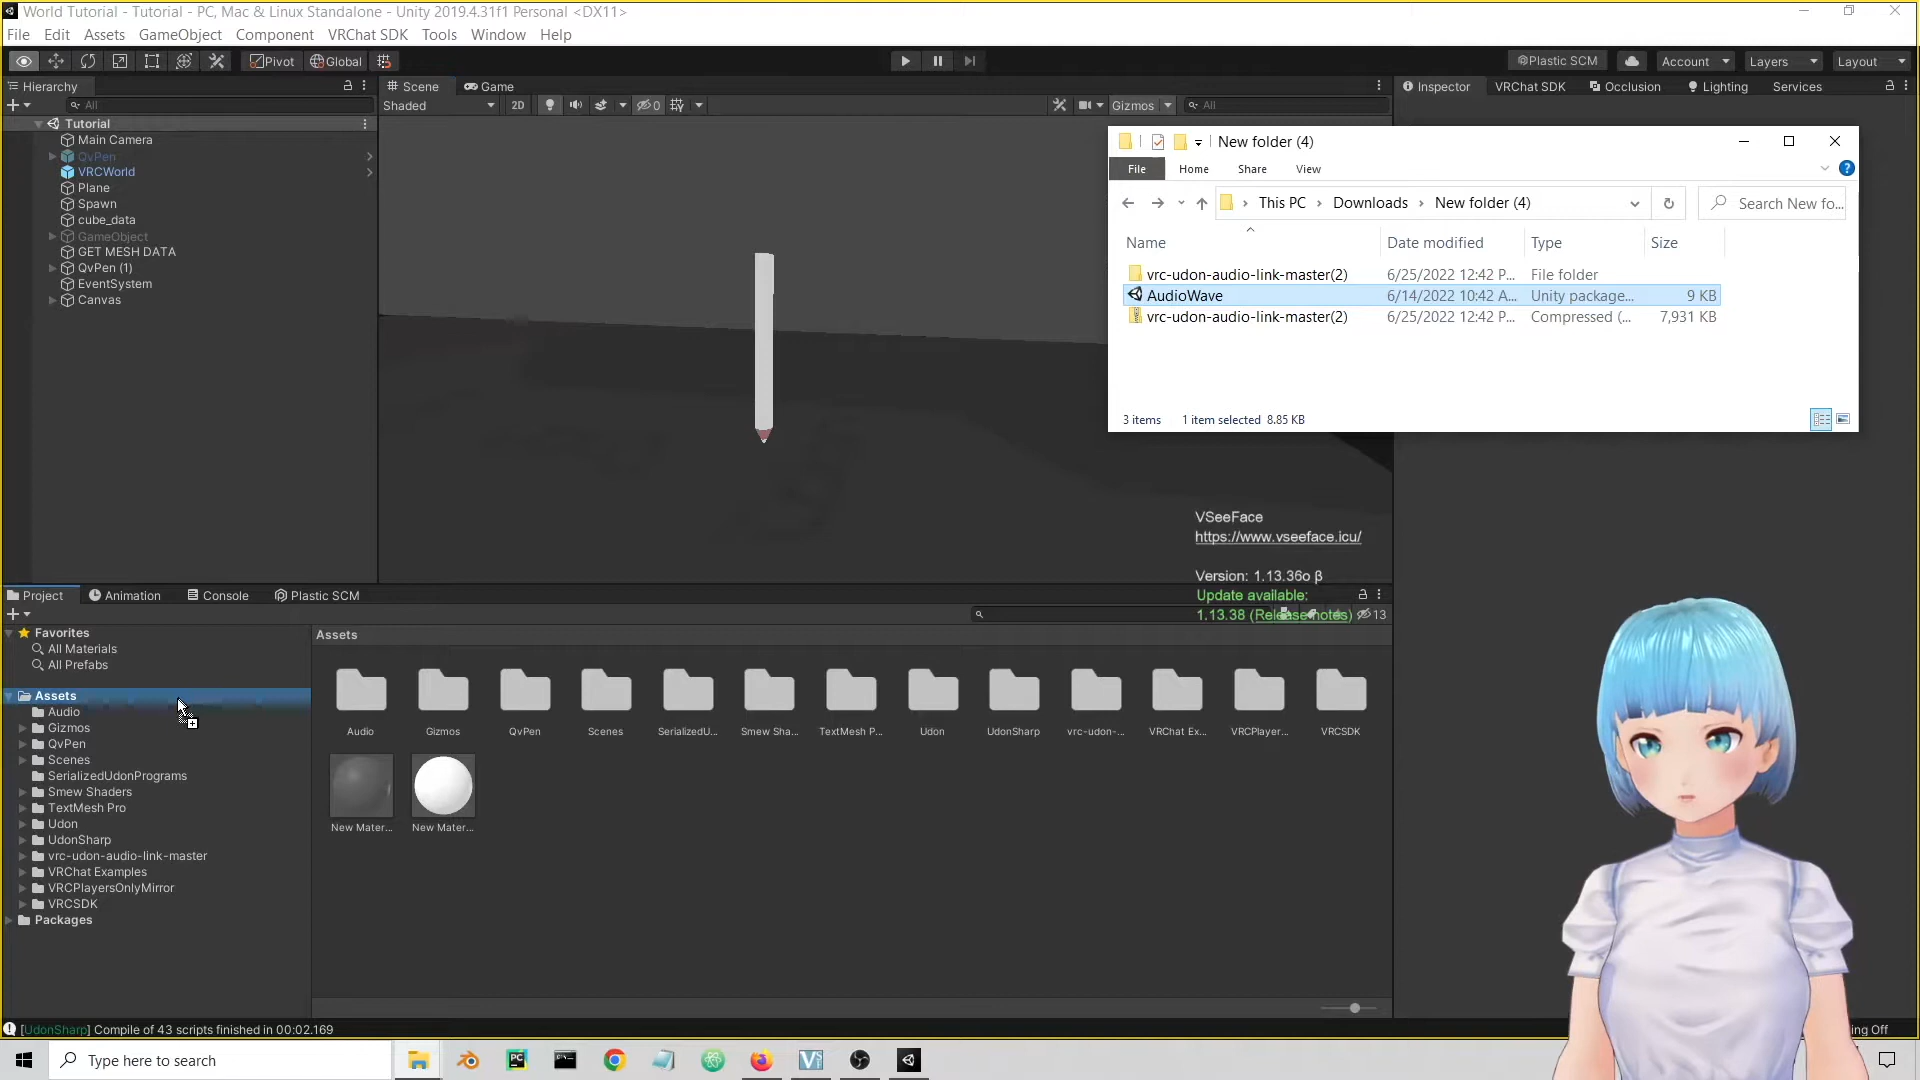 World Tutorial - Tutorial - PC, Mac & Linux Standalone - Unity 2019.4.31f1 Personal <DX11>
File Edit Assets GameObject Component VRChat SDK Tools Window Help
Pivot Global
Plastic SCM Account Layers Layout
Hierarchy
All
Tutorial
Main Camera
QvPen
VRCWorld
Plane
Spawn
cube_data
GameObject
GET MESH DATA
QvPen (1)
EventSystem
Canvas
Scene Game
Shaded 2D 0 Gizmos All
Inspector VRChat SDK Occlusion Lighting Services
New folder (4)
File Home Share View
This PC › Downloads › New folder (4)
Search New fo...
Name Date modified Type Size
vrc-udon-audio-link-master(2) 6/25/2022 12:42 P... File folder
AudioWave 6/14/2022 10:42 A... Unity package... 9 KB
vrc-udon-audio-link-master(2) 6/25/2022 12:42 P... Compressed (... 7,931 KB
3 items 1 item selected 8.85 KB
VSeeFace
https://www.vseeface.icu/
Version: 1.13.36o β
Update available:
1.13.38 (Release notes)
13
Project Animation Console Plastic SCM
Favorites
All Materials
All Prefabs
Assets
Audio
Gizmos
QvPen
Scenes
SerializedUdonPrograms
Smew Shaders
TextMesh Pro
Udon
UdonSharp
vrc-udon-audio-link-master
VRChat Examples
VRCPlayersOnlyMirror
VRCSDK
Packages
Assets
Audio Gizmos QvPen Scenes SerializedU... Smew Sha... TextMesh P... Udon UdonSharp vrc-udon-... VRChat Ex... VRCPlayer... VRCSDK
New Mater... New Mater...
[UdonSharp] Compile of 43 scripts finished in 00:02.169
ing Off
Type here to search